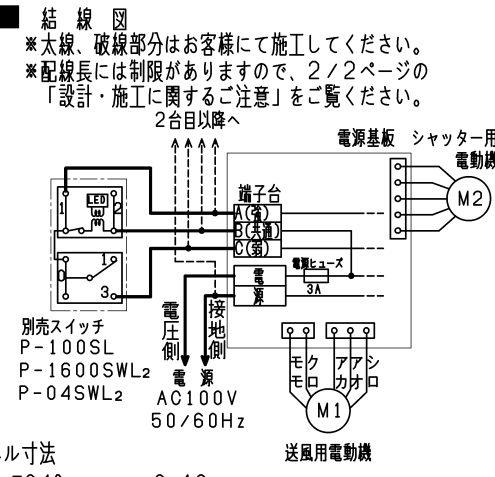 ■ 結線図
※太線、破線部分はお客様にて施工してください。
※配線長には制限がありますので、2/2ページの
「設計・施工に関するご注意」をご覧ください。
2台目以降へ
電源基板
シャッター用
電動機
端子台
A(強)
B(共通)
C(弱)
電
源
電源ヒューズ
3A
M2
LED
1
2
1
0
3
別売スイッチ
P-100SL
P-1600SWL2
P-04SWL2
電圧側
接地側
電源
AC100V
50/60Hz
モモ
クロ
アカ
アオ
シロ
M1
送風用電動機
ル寸法